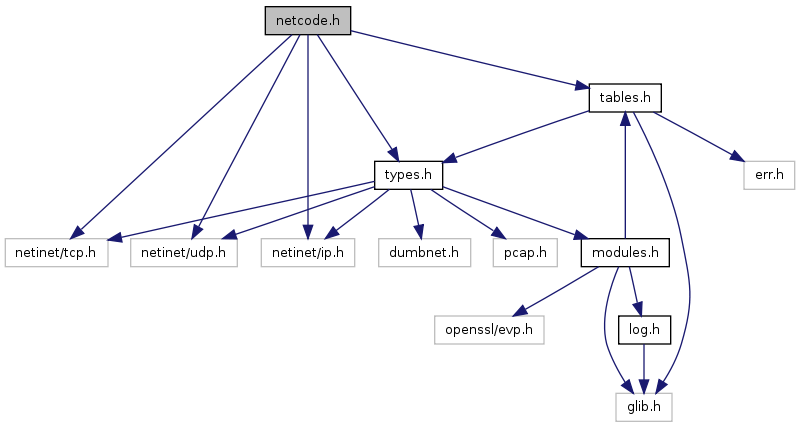 netcode.h
tables.h
types.h
err.h
netinet/tcp.h
netinet/udp.h
netinet/ip.h
dumbnet.h
pcap.h
modules.h
openssl/evp.h
log.h
glib.h